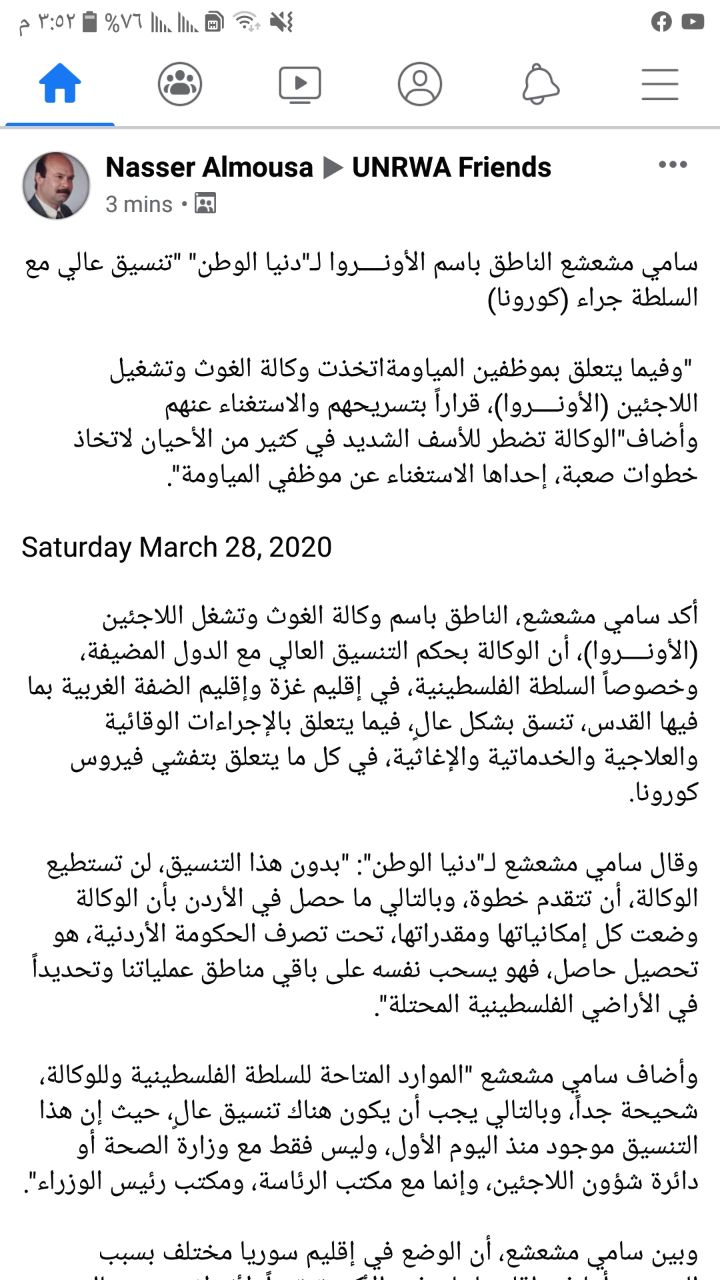 م ٣:٥٢ %٧٦
Nasser Almousa ▶ UNRWA Friends
3 mins •
سامي مشعشع الناطق باسم الأونـــروا لـ"دنيا الوطن" "تنسيق عالي مع
السلطة جراء (كورونا)
"وفيما يتعلق بموظفين المياومةاتخذت وكالة الغوث وتشغيل
اللاجئين (الأونـــروا)، قراراً بتسريحهم والاستغناء عنهم
وأضاف"الوكالة تضطر للأسف الشديد في كثير من الأحيان لاتخاذ
خطوات صعبة، إحداها الاستغناء عن موظفي المياومة".
Saturday March 28, 2020
أكد سامي مشعشع، الناطق باسم وكالة الغوث وتشغل اللاجئين
(الأونـــروا)، أن الوكالة بحكم التنسيق العالي مع الدول المضيفة،
وخصوصاً السلطة الفلسطينية، في إقليم غزة وإقليم الضفة الغربية بما
فيها القدس، تنسق بشكل عالٍ، فيما يتعلق بالإجراءات الوقائية
والعلاجية والخدماتية والإغاثية، في كل ما يتعلق بتفشي فيروس
كورونا.
وقال سامي مشعشع لـ"دنيا الوطن": "بدون هذا التنسيق، لن تستطيع
الوكالة، أن تتقدم خطوة، وبالتالي ما حصل في الأردن بأن الوكالة
وضعت كل إمكانياتها ومقدراتها، تحت تصرف الحكومة الأردنية، هو
تحصيل حاصل، فهو يسحب نفسه على باقي مناطق عملياتنا وتحديداً
في الأراضي الفلسطينية المحتلة".
وأضاف سامي مشعشع "الموارد المتاحة للسلطة الفلسطينية وللوكالة،
شحيحة جداً، وبالتالي يجب أن يكون هناك تنسيق عالٍ، حيث إن هذا
التنسيق موجود منذ اليوم الأول، وليس فقط مع وزارة الصحة أو
دائرة شؤون اللاجئين، وإنما مع مكتب الرئاسة، ومكتب رئيس الوزراء".
وبين سامي مشعشع، أن الوضع في إقليم سوريا مختلف بسبب